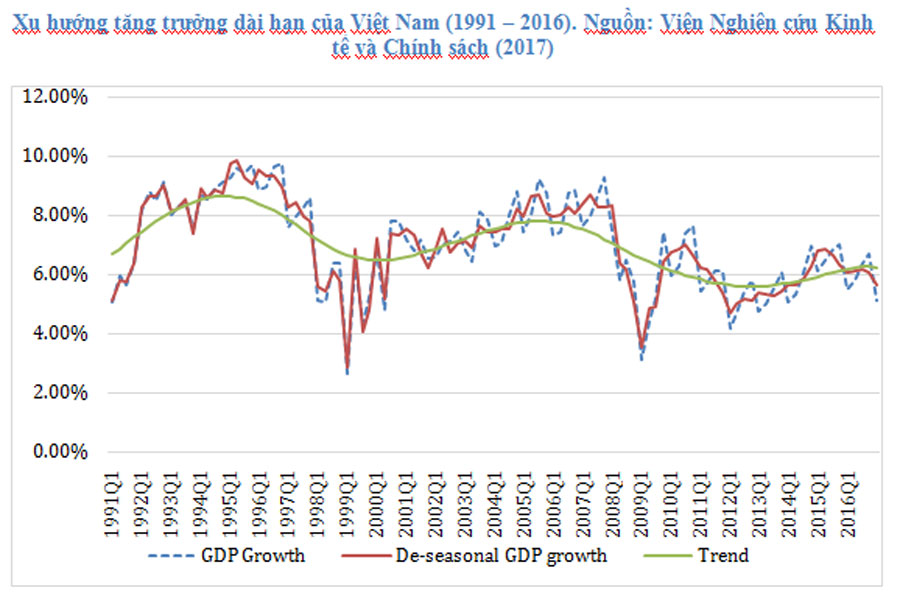 Xu hướng tăng trưởng dài hạn của Việt Nam (1991 – 2016). Nguồn: Viện Nghiên cứu Kinh
tế và Chính sách (2017)
12.00%
10.00%
8.00%
6.00%
4.00%
2.00%
0.00%
1991Q1
1992Q1
1993Q1
1994Q1
1995Q1
1996Q1
1997Q1
1998Q1
1999Q1
2000Q1
2001Q1
2002Q1
2003Q1
2004Q1
2005Q1
2006Q1
2007Q1
2008Q1
2009Q1
2010Q1
2011Q1
2012Q1
2013Q1
2014Q1
2015Q1
2016Q1
GDP Growth De-seasonal GDP growth Trend